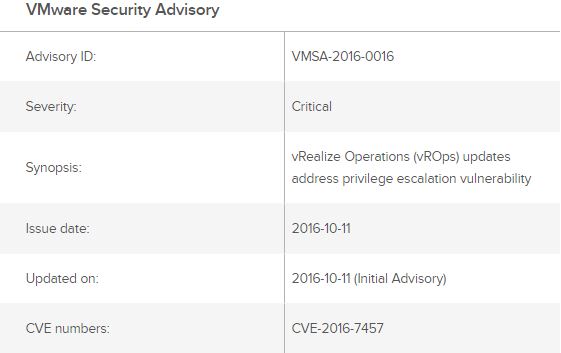 VMware Security Advisory
Advisory ID: VMSA-2016-0016
Severity: Critical
Synopsis: vRealize Operations (vROps) updates
address privilege escalation vulnerability
Issue date: 2016-10-11
Updated on: 2016-10-11 (Initial Advisory)
CVE numbers: CVE-2016-7457